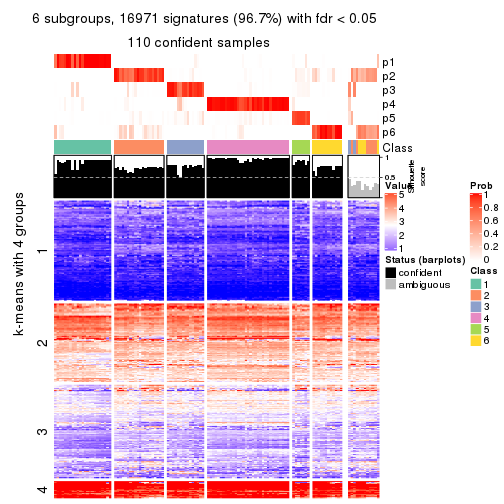 6 subgroups, 16971 signatures (96.7%) with fdr < 0.05
110 confident samples
p1
p2
p3
p4
p5
p6
Class
1
0.5
Silhouette
score
k-means with 4 groups
1
2
3
4
Value
5
4
3
2
1
Status (barplots)
confident
ambiguous
Prob
1
0.8
0.6
0.4
0.2
0
Class
1
2
3
4
5
6